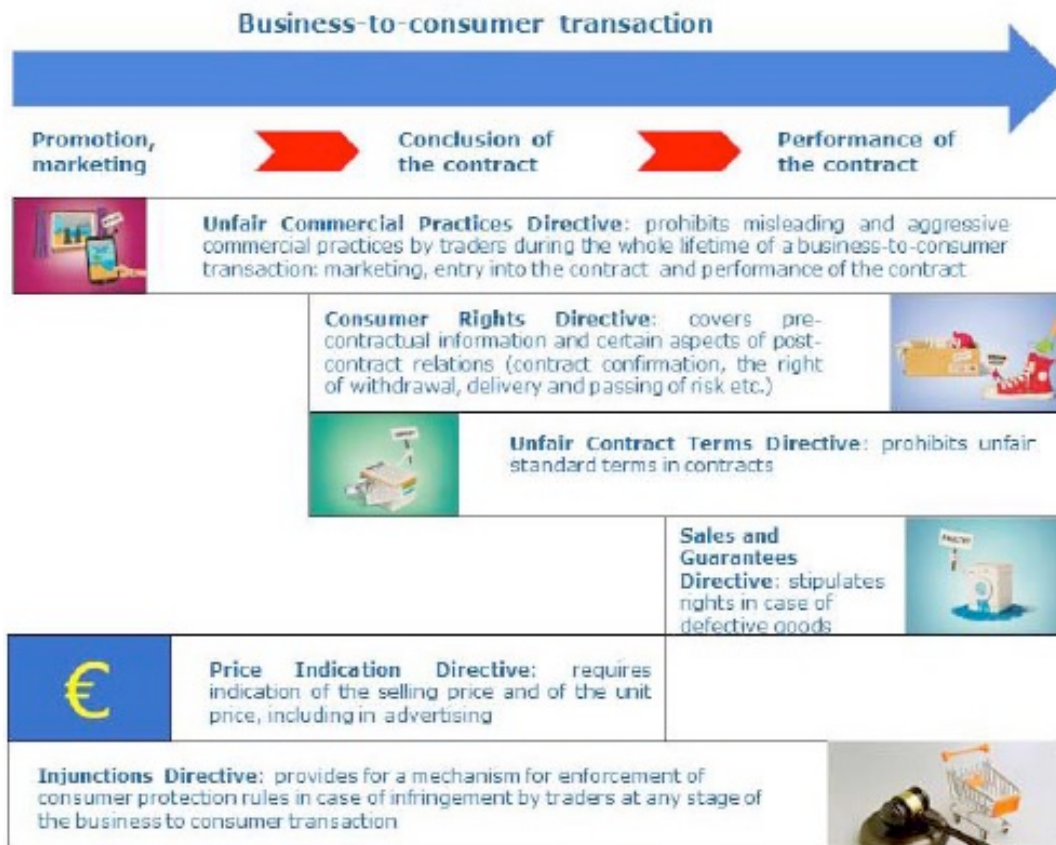 Business-to-consumer transaction
Promotion,
marketing
Conclusion of
the contract
Performance of
the contract
Unfair Commercial Practices Directive: prohibits misleading and aggressive
commercial practices by traders during the whole lifetime of a business-to-consumer
transaction: marketing, entry into the contract and performance of the contract
Consumer Rights Directive: covers pre-
contractual information and certain aspects of post-
contract relations (contract confirmation, the right
of withdrawal, delivery and passing of risk etc.)
Unfair Contract Terms Directive: prohibits unfair
standard terms in contracts
Sales and
Guarantees
Directive: stipulates
rights in case of
defective goods
€
Price Indication Directive: requires
indication of the selling price and of the unit
price, including in advertising
Injunctions Directive: provides for a mechanism for enforcement of
consumer protection rules in case of infringement by traders at any stage of
the business to consumer transaction